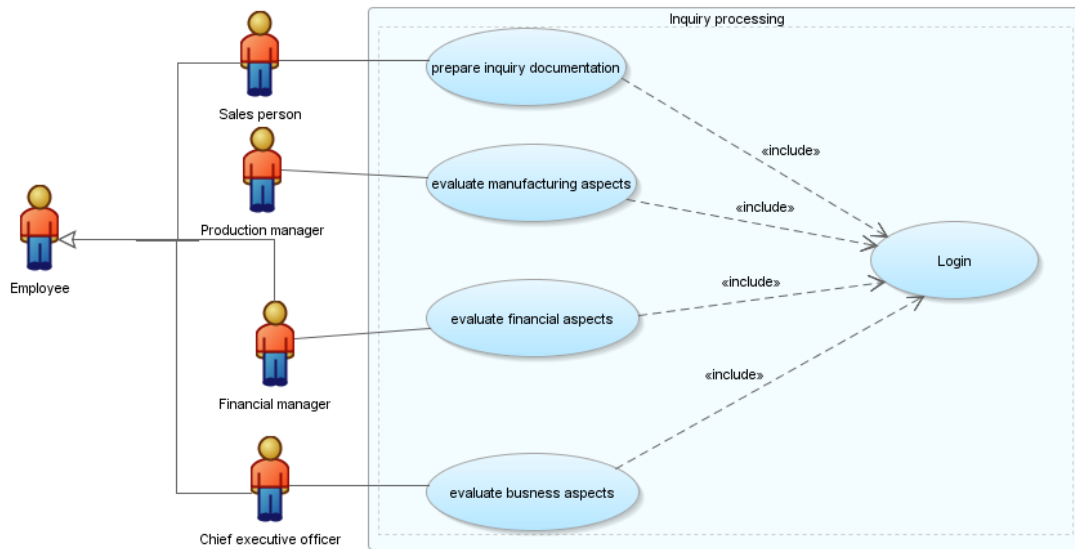 Inquiry processing
prepare inquiry documentation
Sales person
«include»
evaluate manufacturing aspects
Production manager
«include»
Employee
Login
«include»
evaluate financial aspects
Financial manager
«include»
evaluate business aspects
Chief executive officer